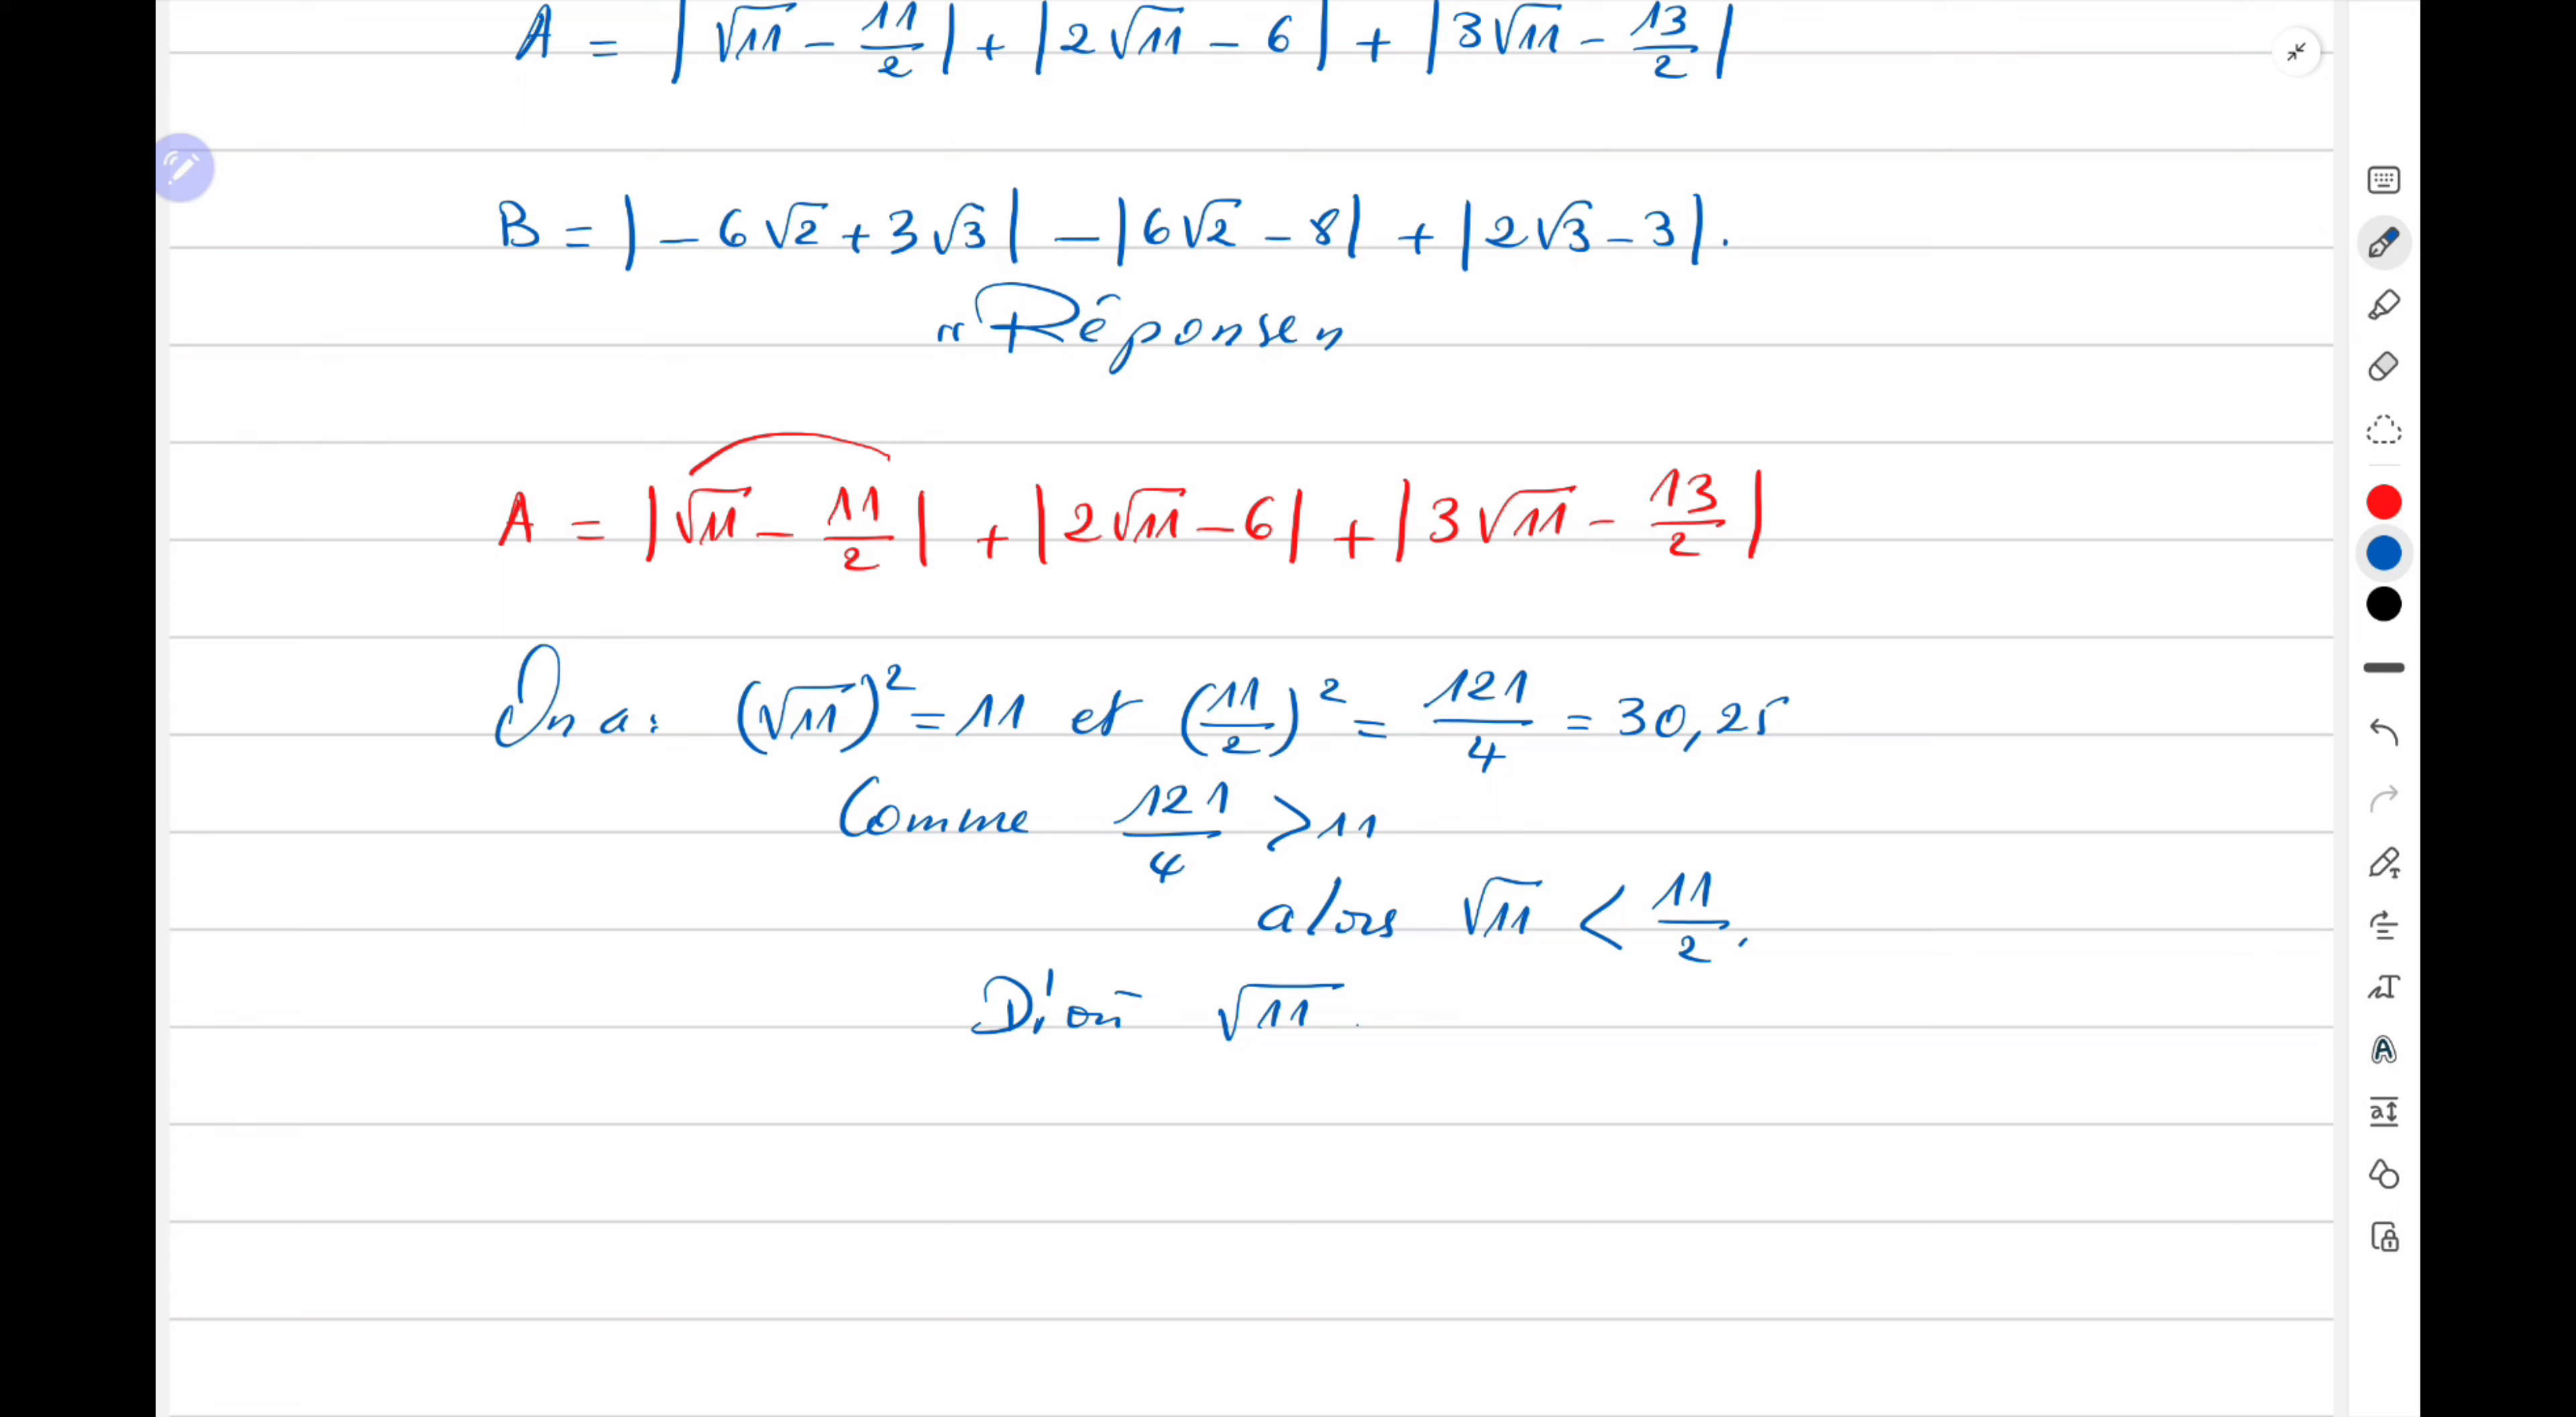 A = |√11 - 11/2| + |2√11 - 6| + |3√11 - 13/2|
B = |-6√2 + 3√3| - |6√2 - 8| + |2√3 - 3|.
"Réponse"
A = |√11 - 11/2| + |2√11 - 6| + |3√11 - 13/2|
On a : (√11)² = 11 et (11/2)² = 121/4 = 30,25
Comme 121/4 > 11
alors √11 < 11/2.
D'où √11